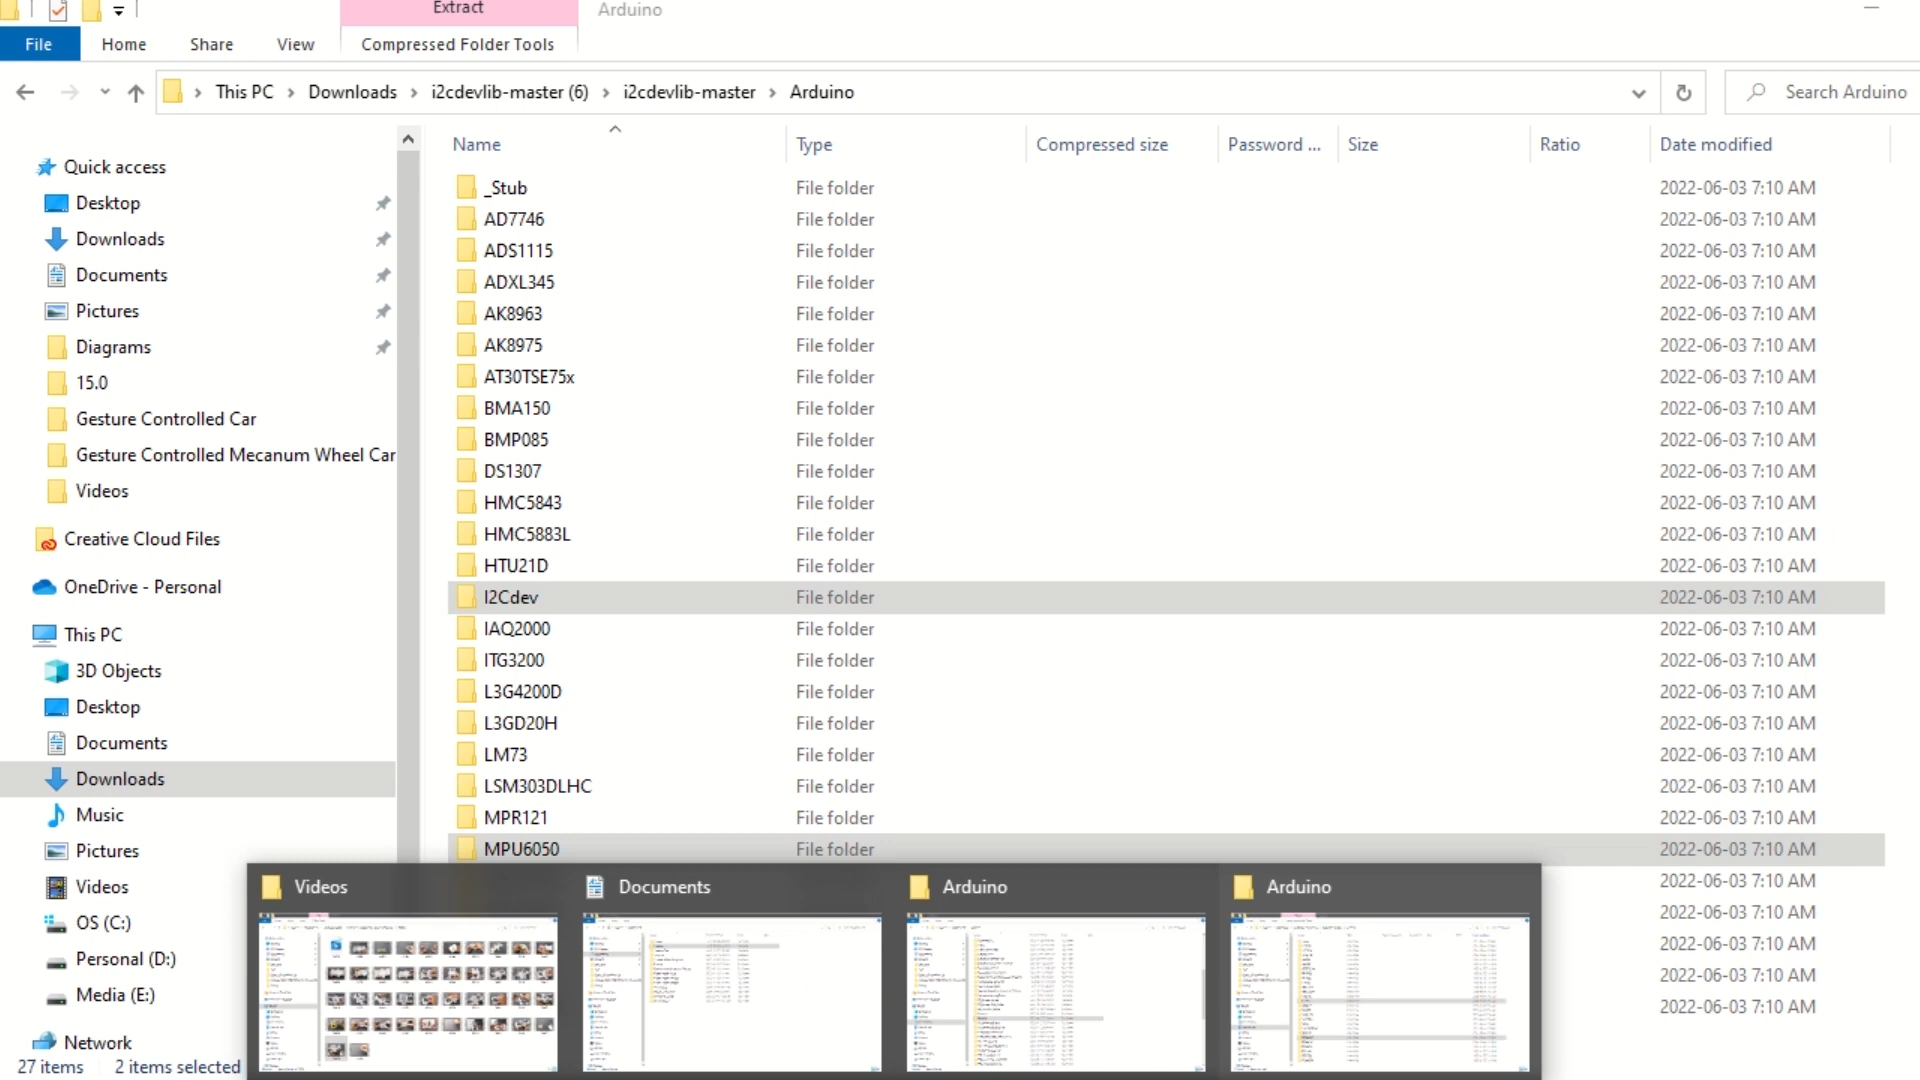 Extract
Arduino
File
Home
Share
View
Compressed Folder Tools
This PC
Downloads
i2cdevlib-master (6)
i2cdevlib-master
Arduino
Search Arduino
Name
Type
Compressed size
Password ...
Size
Ratio
Date modified
Quick access
Desktop
Downloads
Documents
Pictures
Diagrams
15.0
Gesture Controlled Car
Gesture Controlled Mecanum Wheel Car
Videos
Creative Cloud Files
OneDrive - Personal
This PC
3D Objects
Desktop
Documents
Downloads
Music
Pictures
Videos
OS (C:)
Personal (D:)
Media (E:)
Network
_Stub File folder 2022-06-03 7:10 AM
AD7746 File folder 2022-06-03 7:10 AM
ADS1115 File folder 2022-06-03 7:10 AM
ADXL345 File folder 2022-06-03 7:10 AM
AK8963 File folder 2022-06-03 7:10 AM
AK8975 File folder 2022-06-03 7:10 AM
AT30TSE75x File folder 2022-06-03 7:10 AM
BMA150 File folder 2022-06-03 7:10 AM
BMP085 File folder 2022-06-03 7:10 AM
DS1307 File folder 2022-06-03 7:10 AM
HMC5843 File folder 2022-06-03 7:10 AM
HMC5883L File folder 2022-06-03 7:10 AM
HTU21D File folder 2022-06-03 7:10 AM
I2Cdev File folder 2022-06-03 7:10 AM
IAQ2000 File folder 2022-06-03 7:10 AM
ITG3200 File folder 2022-06-03 7:10 AM
L3G4200D File folder 2022-06-03 7:10 AM
L3GD20H File folder 2022-06-03 7:10 AM
LM73 File folder 2022-06-03 7:10 AM
LSM303DLHC File folder 2022-06-03 7:10 AM
MPR121 File folder 2022-06-03 7:10 AM
MPU6050 File folder 2022-06-03 7:10 AM
2022-06-03 7:10 AM
2022-06-03 7:10 AM
2022-06-03 7:10 AM
2022-06-03 7:10 AM
2022-06-03 7:10 AM
Videos
Documents
Arduino
Arduino
27 items
2 items selected